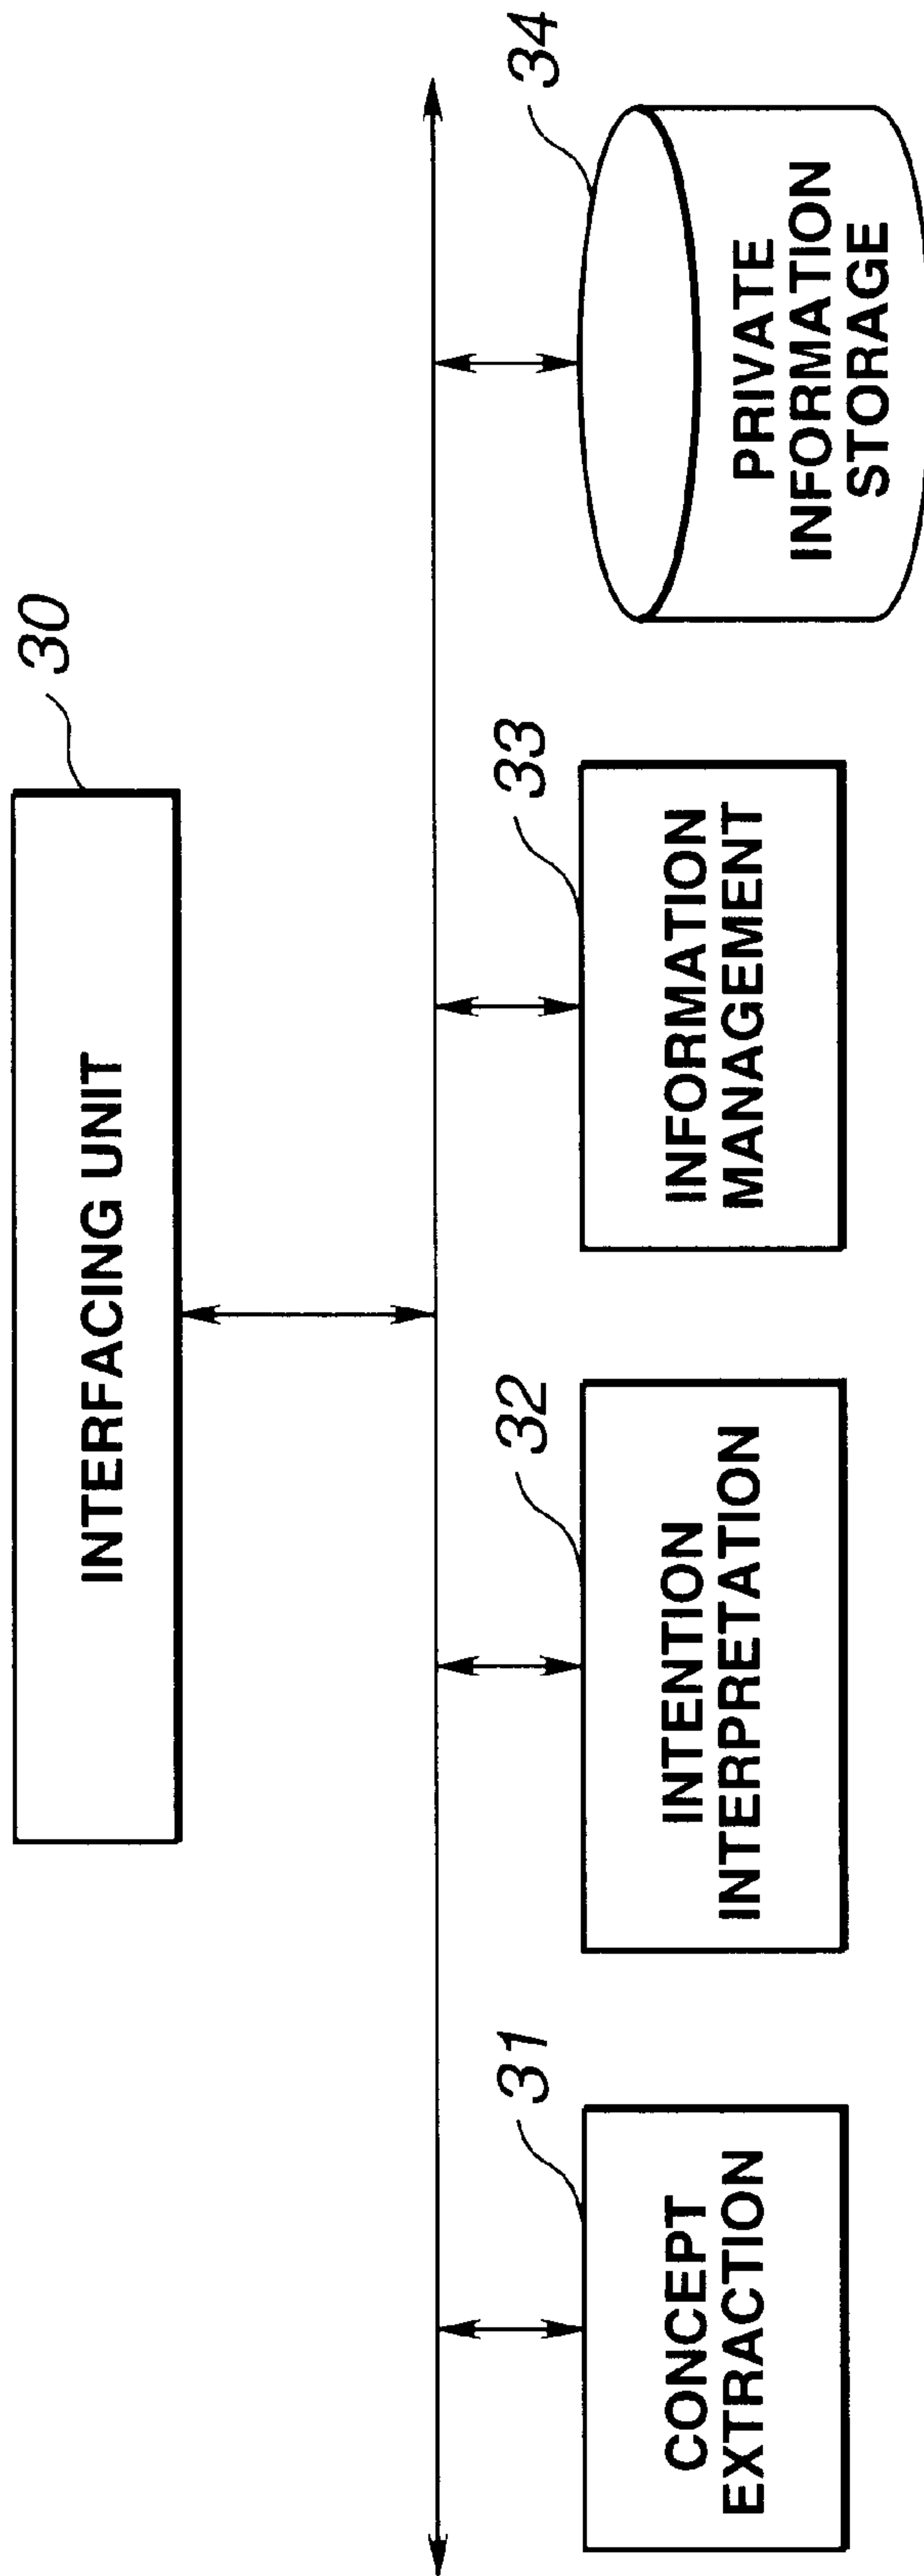 30
INTERFACING UNIT
31
CONCEPT
EXTRACTION
32
INTENTION
INTERPRETATION
33
INFORMATION
MANAGEMENT
34
PRIVATE
INFORMATION
STORAGE